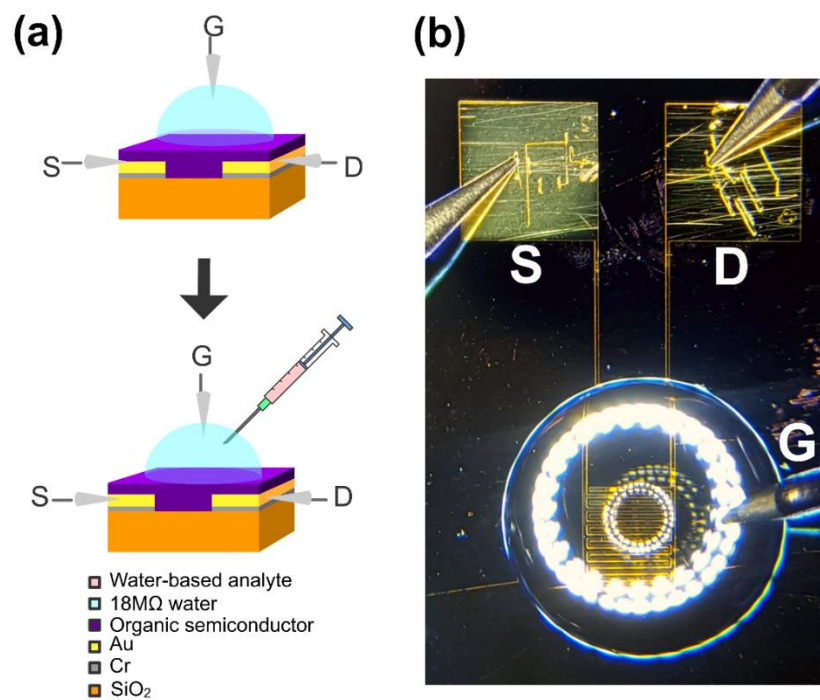 (a)
G
S
D
G
S
D
Water-based analyte
18MΩ water
Organic semiconductor
Au
Cr
SiO₂
(b)
S
D
G